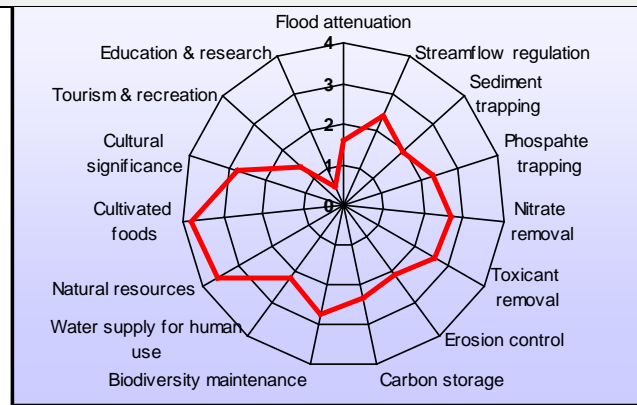 Flood attenuation
Streamflow regulation
Sediment
trapping
Phospahte
trapping
Nitrate
removal
Toxicant
removal
Erosion control
Carbon storage
Biodiversity maintenance
Water supply for human
use
Natural resources
Cultivated
foods
Cultural
significance
Tourism & recreation
Education & research
4
3
2
1
0